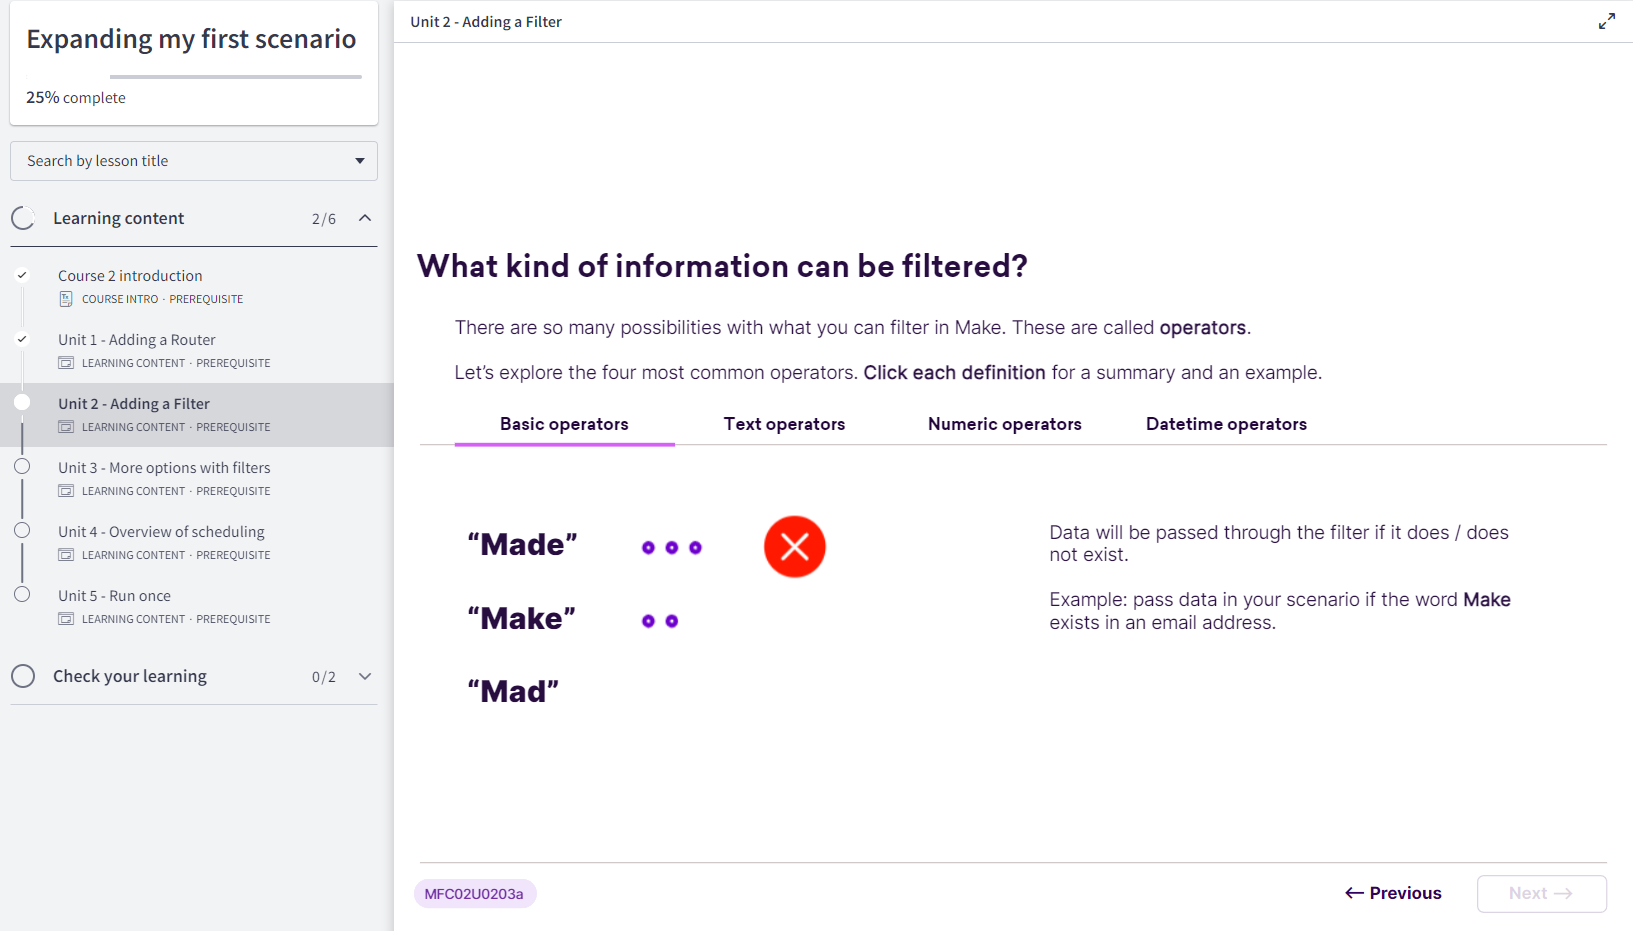 Expanding my first scenario
25% complete
Search by lesson title
Learning content 2/6
Course 2 introduction
COURSE INTRO · PREREQUISITE
Unit 1 - Adding a Router
LEARNING CONTENT · PREREQUISITE
Unit 2 - Adding a Filter
LEARNING CONTENT · PREREQUISITE
Unit 3 - More options with filters
LEARNING CONTENT · PREREQUISITE
Unit 4 - Overview of scheduling
LEARNING CONTENT · PREREQUISITE
Unit 5 - Run once
LEARNING CONTENT · PREREQUISITE
Check your learning 0/2
Unit 2 - Adding a Filter
What kind of information can be filtered?
There are so many possibilities with what you can filter in Make. These are called operators.
Let’s explore the four most common operators. Click each definition for a summary and an example.
Basic operators Text operators Numeric operators Datetime operators
“Made”
“Make”
“Mad”
Data will be passed through the filter if it does / does
not exist.
Example: pass data in your scenario if the word Make
exists in an email address.
MFC02U0203a
← Previous
Next →